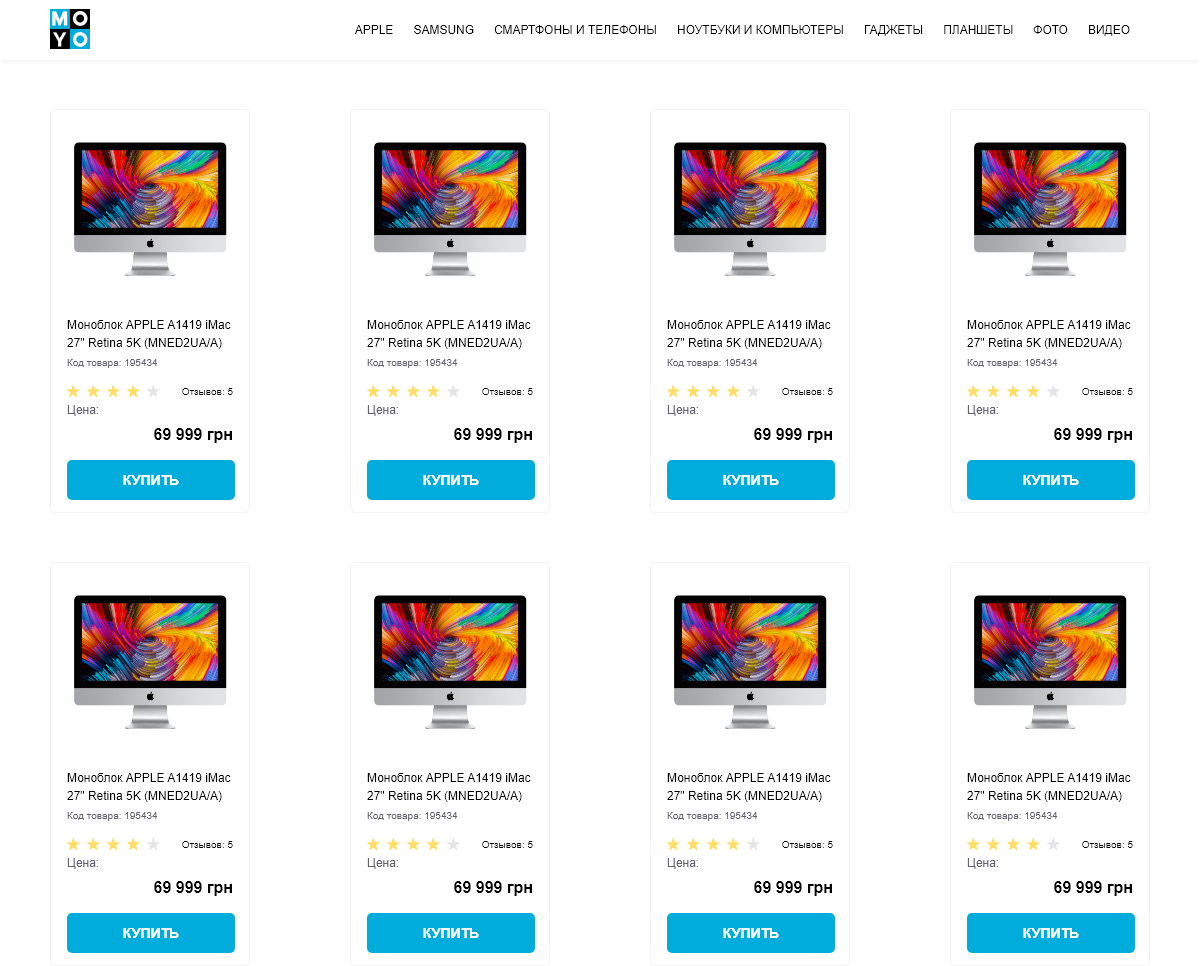 MO
YO
APPLE SAMSUNG СМАРТФОНЫ И ТЕЛЕФОНЫ НОУТБУКИ И КОМПЬЮТЕРЫ ГАДЖЕТЫ ПЛАНШЕТЫ ФОТО ВИДЕО
Моноблок APPLE A1419 iMac
27" Retina 5K (MNED2UA/A)
Код товара: 195434
Отзывов: 5
Цена:
69 999 грн
КУПИТЬ
Моноблок APPLE A1419 iMac
27" Retina 5K (MNED2UA/A)
Код товара: 195434
Отзывов: 5
Цена:
69 999 грн
КУПИТЬ
Моноблок APPLE A1419 iMac
27" Retina 5K (MNED2UA/A)
Код товара: 195434
Отзывов: 5
Цена:
69 999 грн
КУПИТЬ
Моноблок APPLE A1419 iMac
27" Retina 5K (MNED2UA/A)
Код товара: 195434
Отзывов: 5
Цена:
69 999 грн
КУПИТЬ
Моноблок APPLE A1419 iMac
27" Retina 5K (MNED2UA/A)
Код товара: 195434
Отзывов: 5
Цена:
69 999 грн
КУПИТЬ
Моноблок APPLE A1419 iMac
27" Retina 5K (MNED2UA/A)
Код товара: 195434
Отзывов: 5
Цена:
69 999 грн
КУПИТЬ
Моноблок APPLE A1419 iMac
27" Retina 5K (MNED2UA/A)
Код товара: 195434
Отзывов: 5
Цена:
69 999 грн
КУПИТЬ
Моноблок APPLE A1419 iMac
27" Retina 5K (MNED2UA/A)
Код товара: 195434
Отзывов: 5
Цена:
69 999 грн
КУПИТЬ